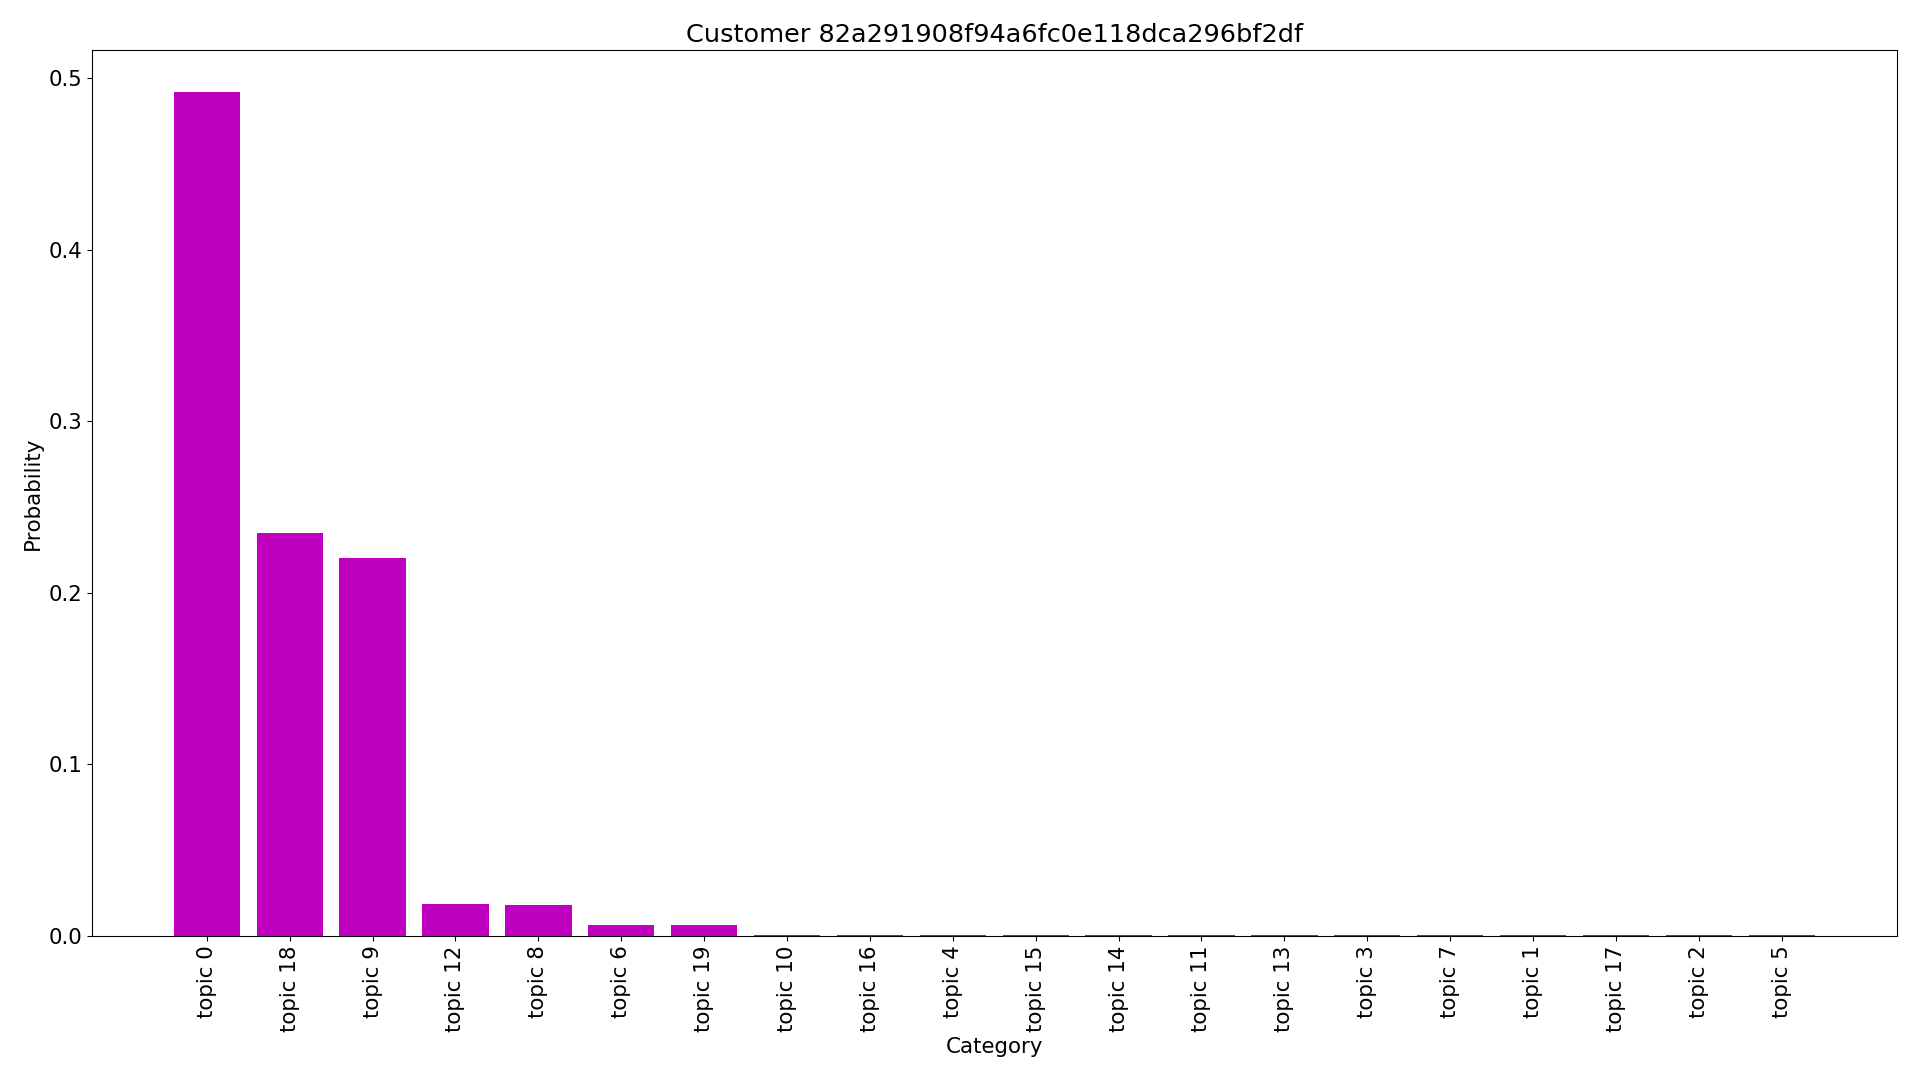 Customer 82a291908f94a6fc0e118dca296bf2df
0.5
0.4
0.3
0.2
0.1
0.0
Probability
topic 0
topic 18
topic 9
topic 12
topic 8
topic 6
topic 19
topic 10
topic 16
topic 4
topic 15
topic 14
topic 11
topic 13
topic 3
topic 7
topic 1
topic 17
topic 2
topic 5
Category